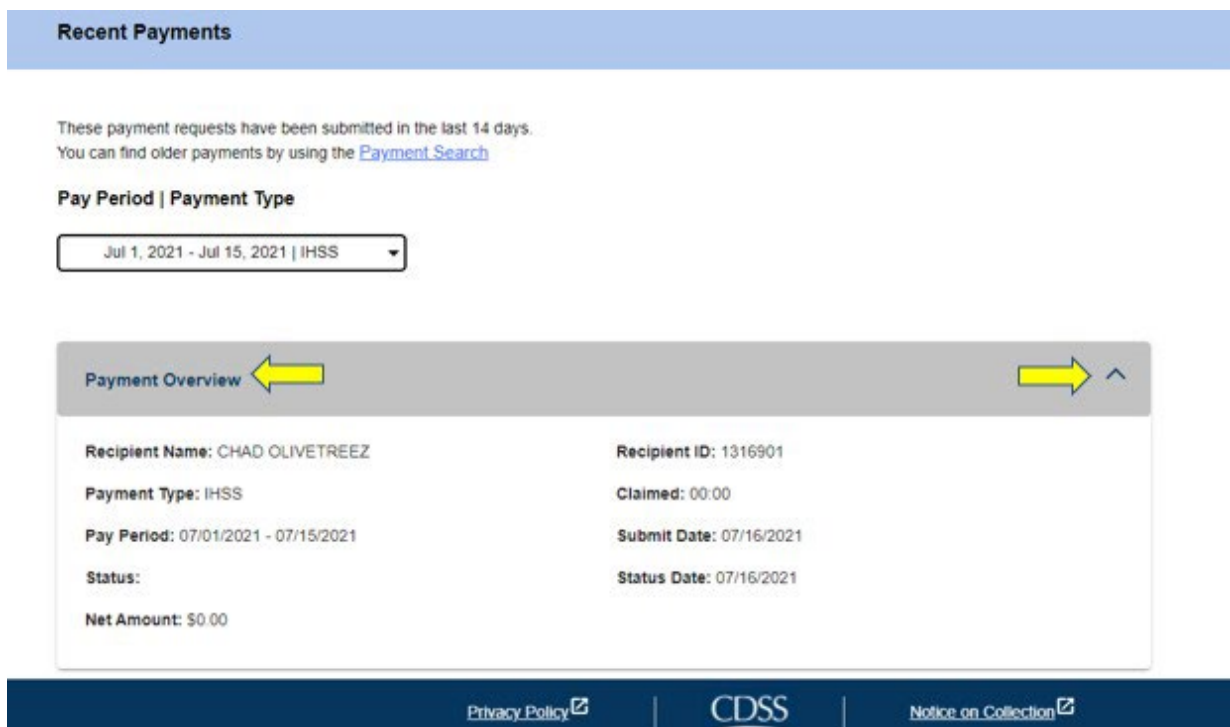 Recent Payments
These payment requests have been submitted in the last 14 days.
You can find older payments by using the Payment Search
Pay Period | Payment Type
Jul 1, 2021 - Jul 15, 2021 | IHSS
Payment Overview
Recipient Name: CHAD OLIVETREEZ
Recipient ID: 1316901
Payment Type: IHSS
Claimed: 00:00
Pay Period: 07/01/2021 - 07/15/2021
Submit Date: 07/16/2021
Status:
Status Date: 07/16/2021
Net Amount: $0.00
Privacy Policy | CDSS | Notice on Collection